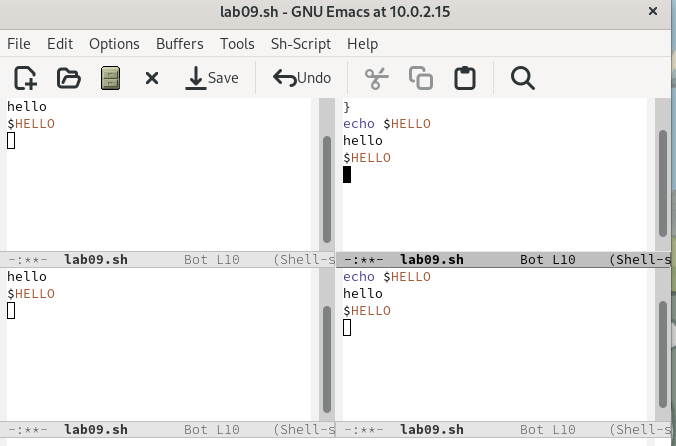 lab09.sh - GNU Emacs at 10.0.2.15
File Edit Options Buffers Tools Sh-Script Help
Save Undo
hello
$HELLO
-:**- lab09.sh Bot L10 (Shell-s
}
echo $HELLO
hello
$HELLO
-:**- lab09.sh Bot L10 (Shell-s
hello
$HELLO
-:**- lab09.sh Bot L10 (Shell-s
echo $HELLO
hello
$HELLO
-:**- lab09.sh Bot L10 (Shell-s